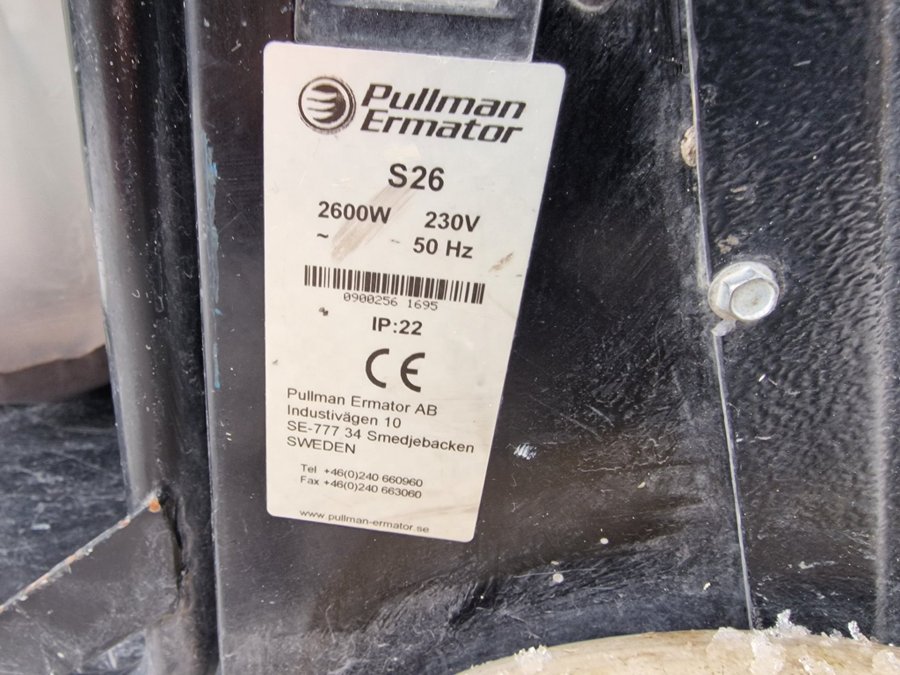 Pullman
Ermator
S26
2600W 230V
~ 50 Hz
0900256 1695
IP:22
CE
Pullman Ermator AB
Industivägen 10
SE-777 34 Smedjebacken
SWEDEN
Tel +46(0)240 660960
Fax +46(0)240 663060
www.pullman-ermator.se